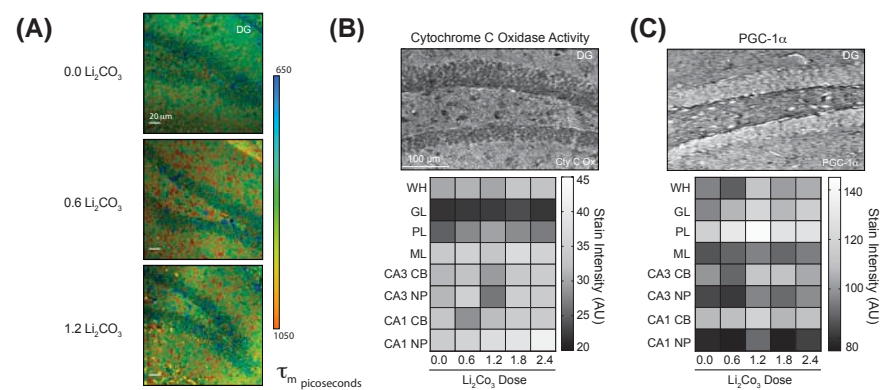 (A)
DG
0.0 Li2CO3
20 μm
0.6 Li2CO3
1.2 Li2CO3
650
1050
τm picoseconds
(B)
Cytochrome C Oxidase Activity
DG
100 μm
Cty C Ox
WH
GL
PL
ML
CA3 CB
CA3 NP
CA1 CB
CA1 NP
0.0 0.6 1.2 1.8 2.4
Li2Co3 Dose
45
40
35
30
25
20
Stain Intensity (AU)
(C)
PGC-1α
DG
PGC-1α
WH
GL
PL
ML
CA3 CB
CA3 NP
CA1 CB
CA1 NP
0.0 0.6 1.2 1.8 2.4
Li2Co3 Dose
140
120
100
80
Stain Intensity (AU)